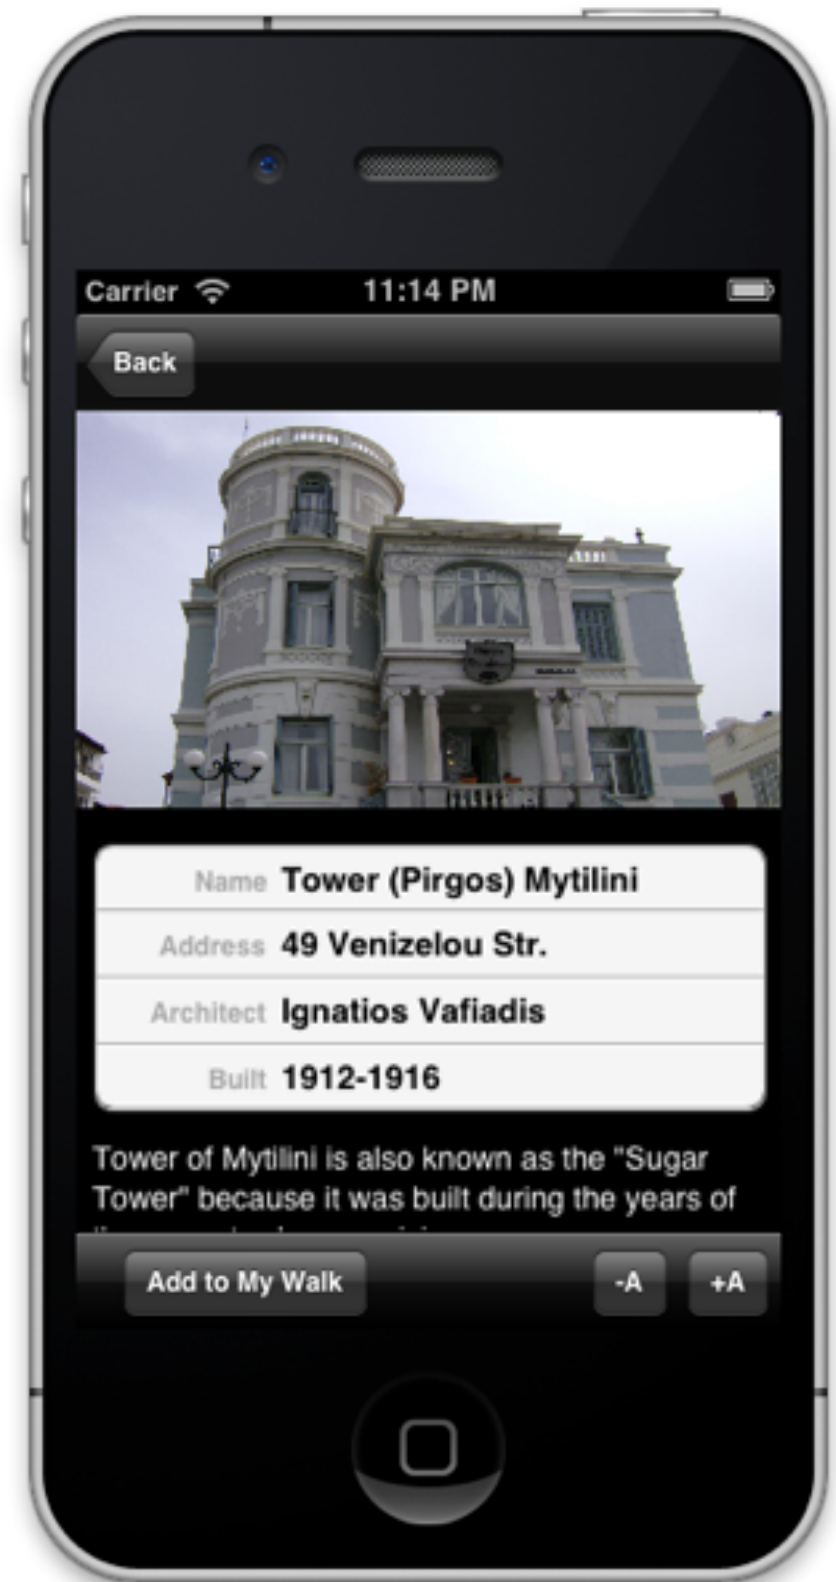 Carrier 11:14 PM
Back
Name Tower (Pirgos) Mytilini
Address 49 Venizelou Str.
Architect Ignatios Vafiadis
Built 1912-1916
Tower of Mytilini is also known as the "Sugar
Tower" because it was built during the years of
Add to My Walk -A +A